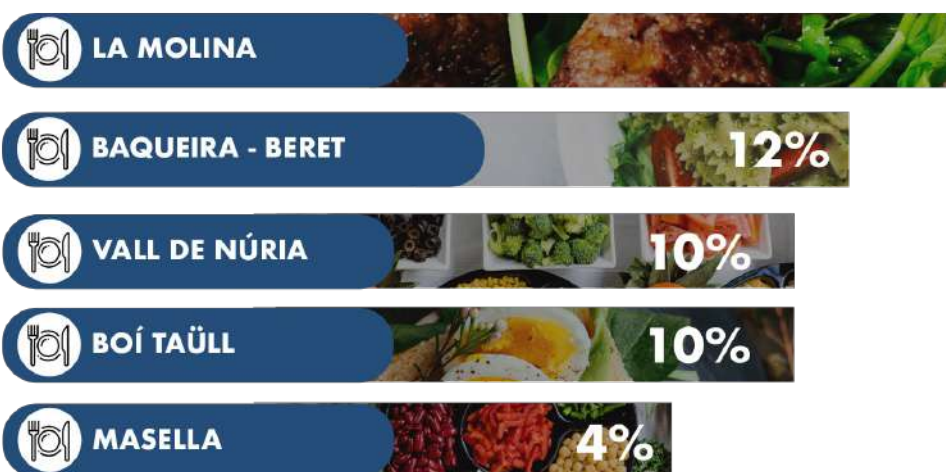 LA MOLINA
BAQUEIRA - BERET 12%
VALL DE NÚRIA 10%
BOÍ TAÜLL 10%
MASELLA 4%